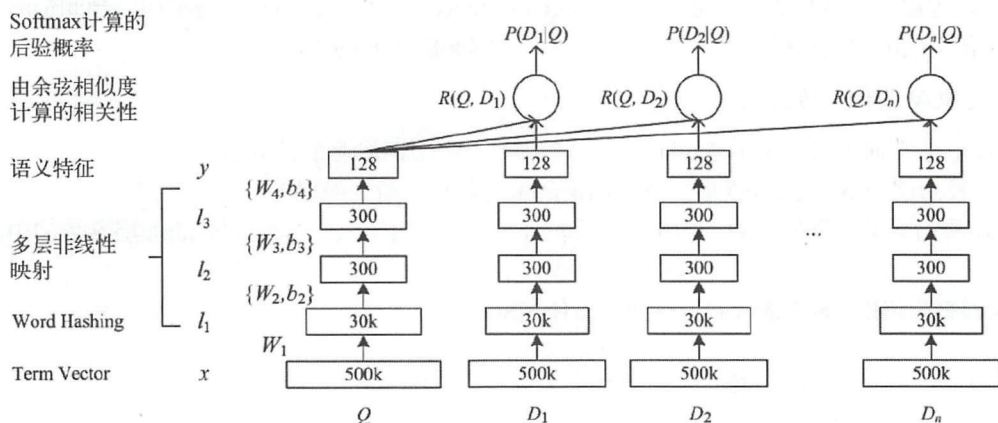 Softmax计算的
后验概率
P(D1|Q) P(D2|Q) P(Dn|Q)
由余弦相似度
计算的相关性
R(Q, D1) R(Q, D2) R(Q, Dn)
语义特征 y 128 128 128 128
{W4,b4}
l3 300 300 300 300
多层非线性
映射
{W3,b3}
...
l2 300 300 300 300
{W2,b2}
Word Hashing l1 30k 30k 30k 30k
W1
Term Vector x 500k 500k 500k 500k
Q D1 D2 Dn